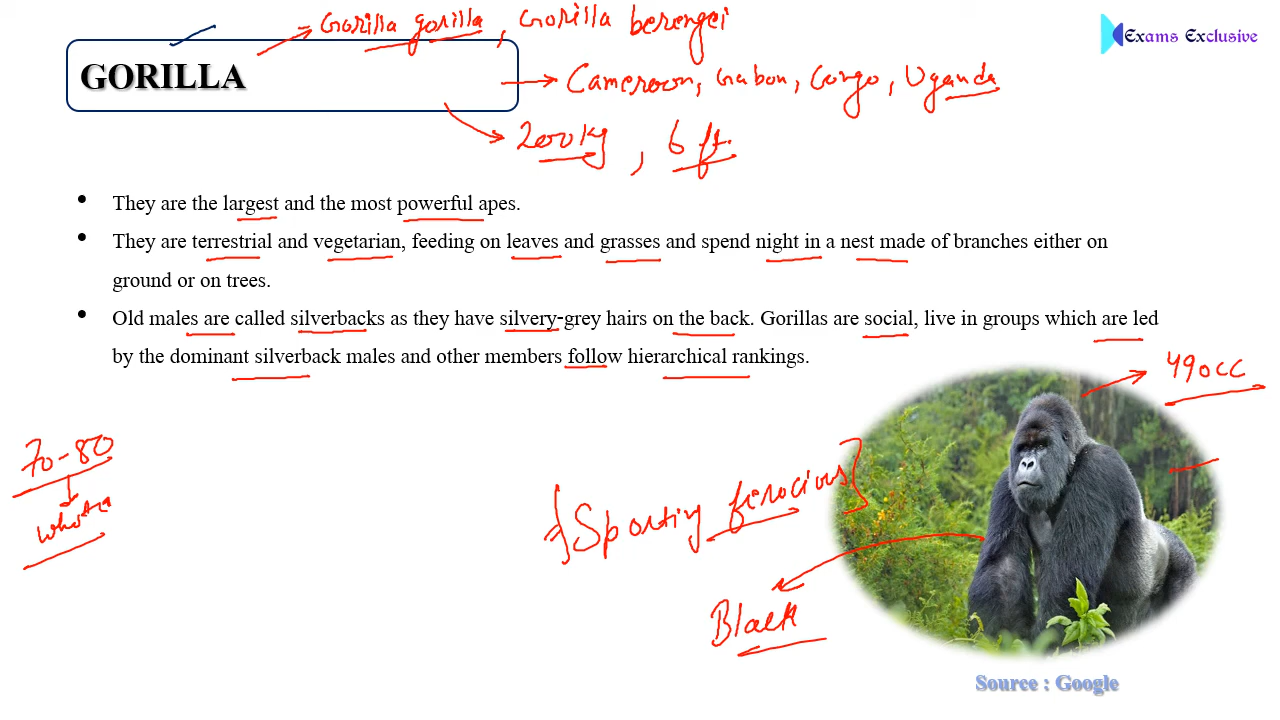 Gorilla gorilla, Gorilla berengei
Exams Exclusive
GORILLA
Cameroon, Gabon, Congo, Uganda
200 kg, 6 ft.
• They are the largest and the most powerful apes.
• They are terrestrial and vegetarian, feeding on leaves and grasses and spend night in a nest made of branches either on
ground or on trees.
• Old males are called silverbacks as they have silvery-grey hairs on the back. Gorillas are social, live in groups which are led
by the dominant silverback males and other members follow hierarchical rankings.
490cc
70-80
Sporting ferocious
Black
Source : Google